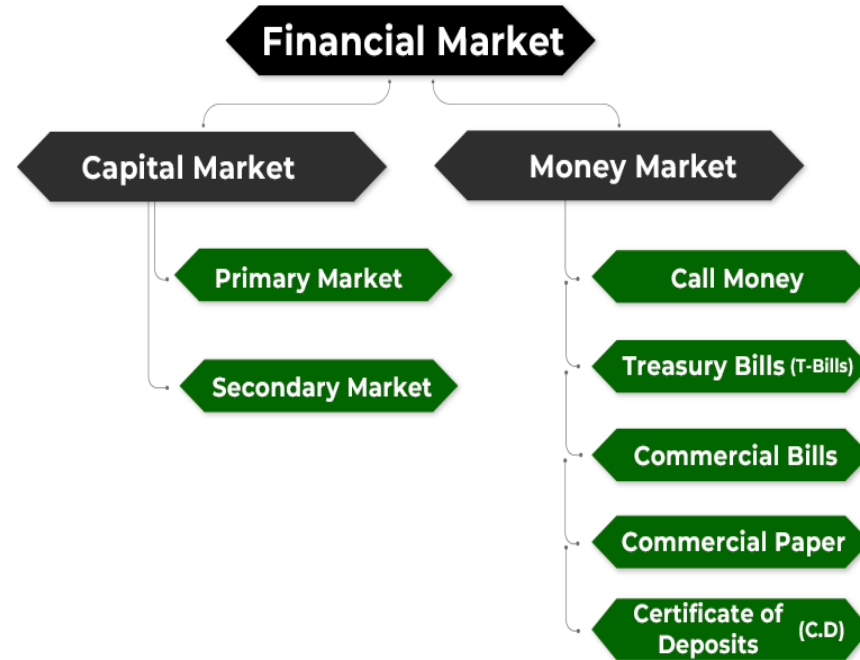 Financial Market
Capital Market
Money Market
Primary Market
Call Money
Secondary Market
Treasury Bills (T-Bills)
Commercial Bills
Commercial Paper
Certificate of
Deposits (C.D)